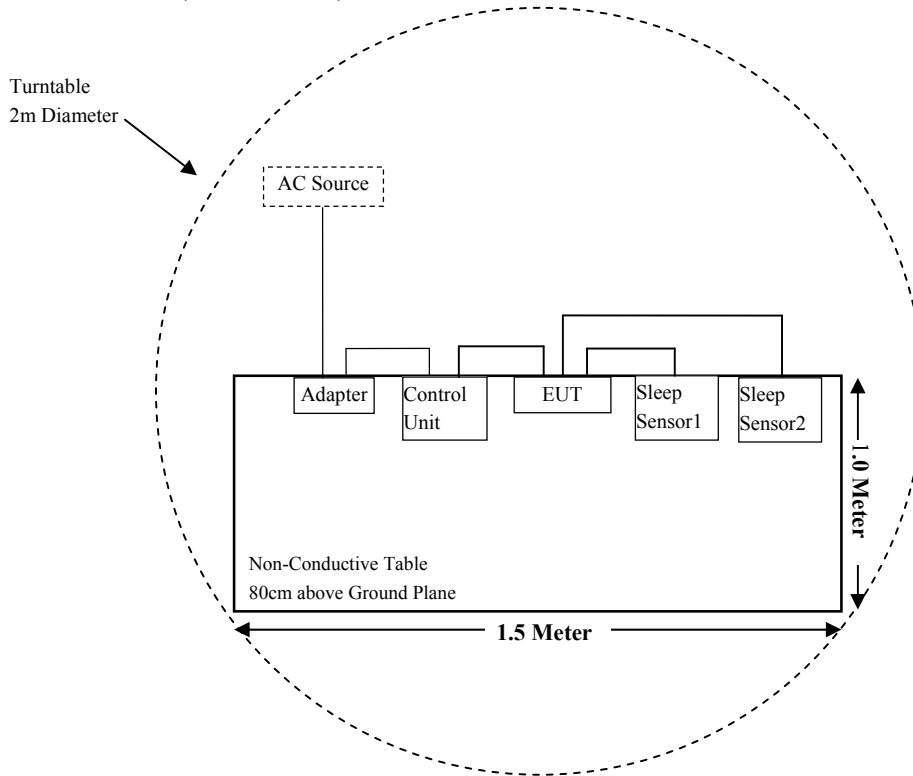 Turntable
2m Diameter
AC Source
Adapter
Control
Unit
EUT
Sleep
Sensor1
Sleep
Sensor2
1.0 Meter
Non-Conductive Table
80cm above Ground Plane
1.5 Meter